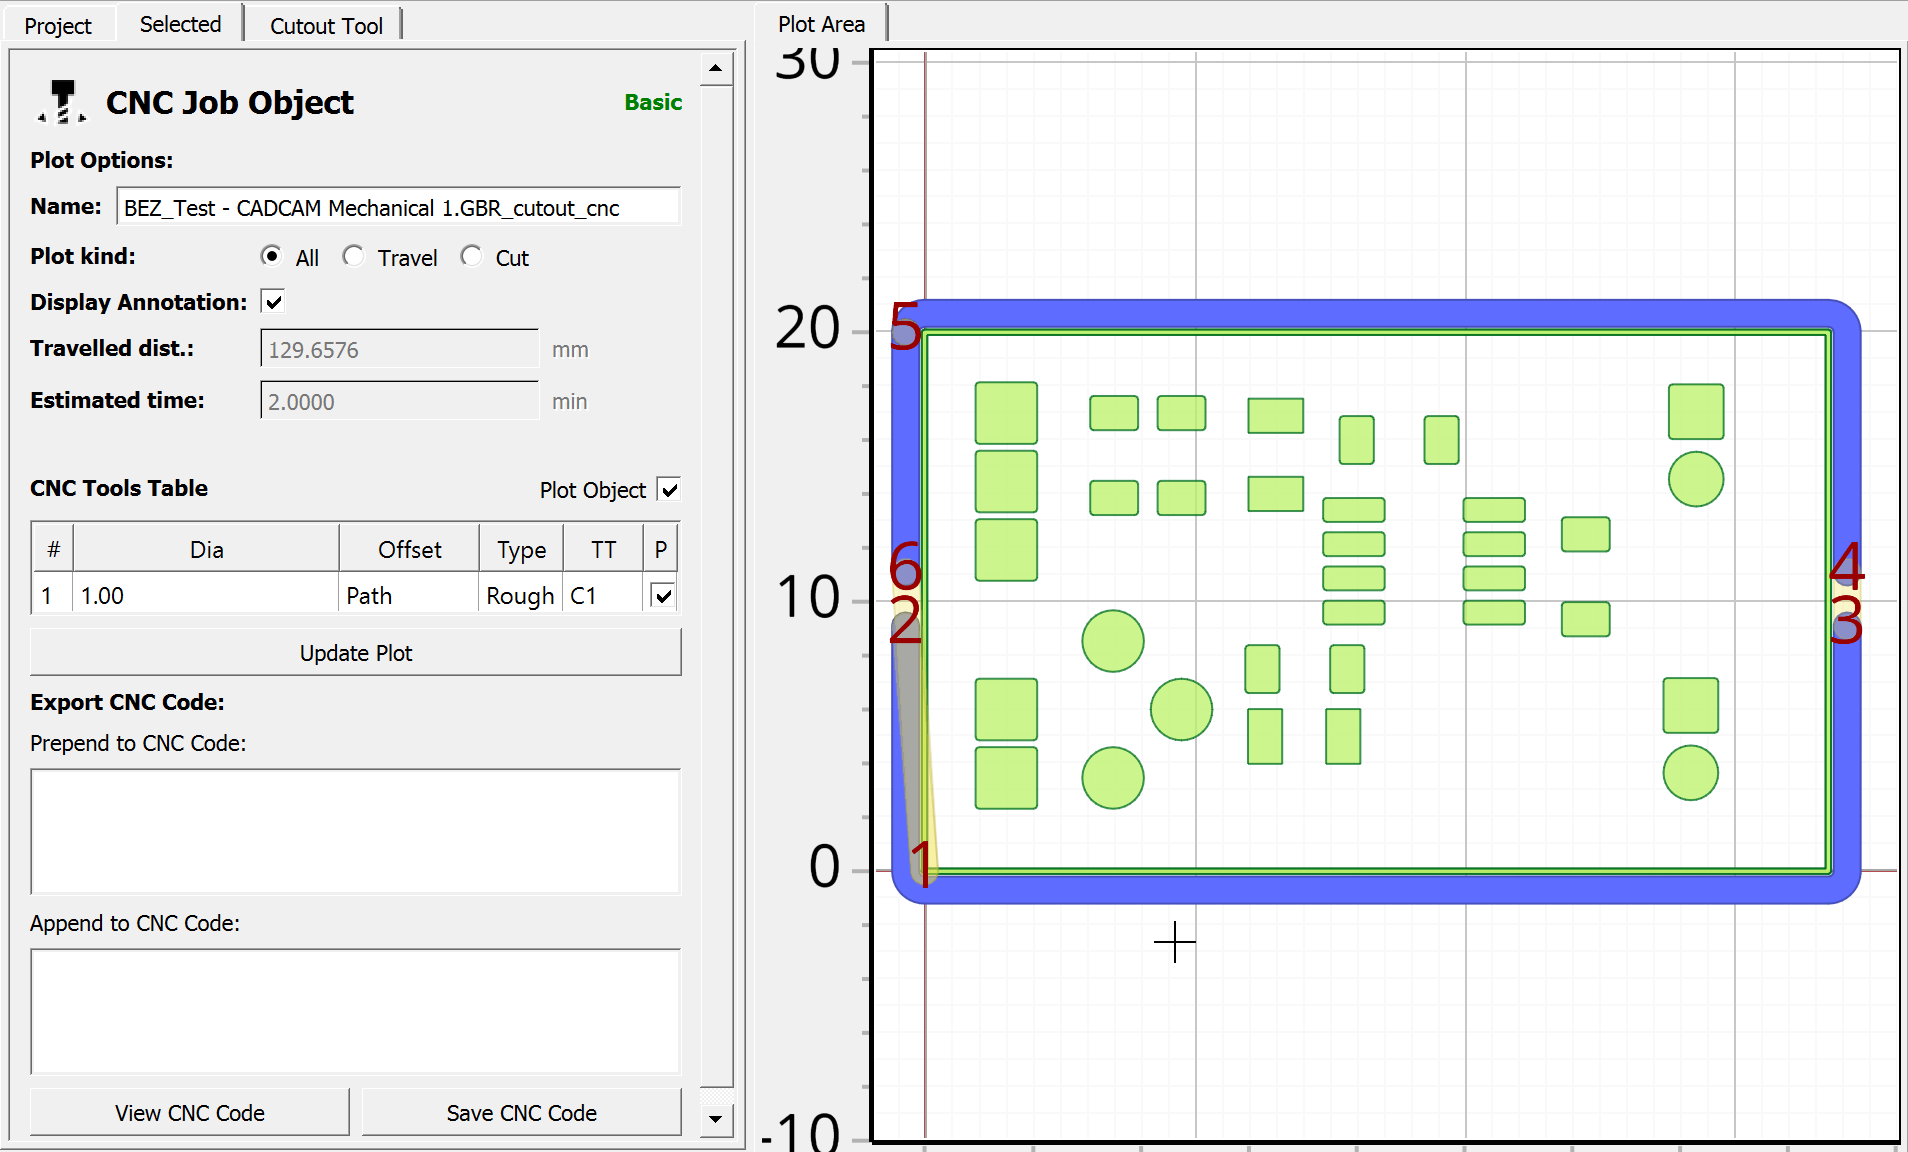 Project
Selected
Cutout Tool
CNC Job Object
Basic
Plot Options:
Name: BEZ_Test - CADCAM Mechanical 1.GBR_cutout_cnc
Plot kind: All Travel Cut
Display Annotation:
Travelled dist.: 129.6576 mm
Estimated time: 2.0000 min
CNC Tools Table Plot Object
# Dia Offset Type TT P
1 1.00 Path Rough C1
Update Plot
Export CNC Code:
Prepend to CNC Code:
Append to CNC Code:
View CNC Code
Save CNC Code
Plot Area
30
20
10
0
-10
5
6
2
1
4
3